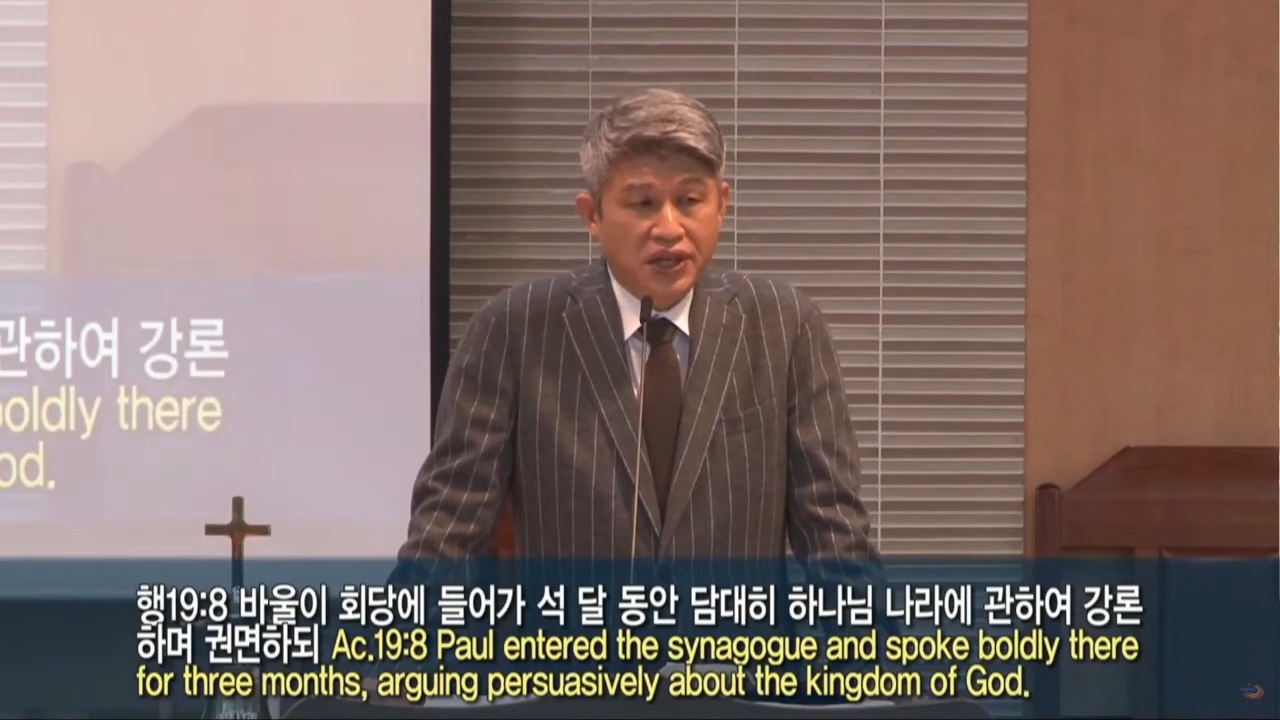 관하여 강론
boldly there
od.
행19:8 바울이 회당에 들어가 석 달 동안 담대히 하나님 나라에 관하여 강론
하며 권면하되 Ac.19:8 Paul entered the synagogue and spoke boldly there
for three months, arguing persuasively about the kingdom of God.